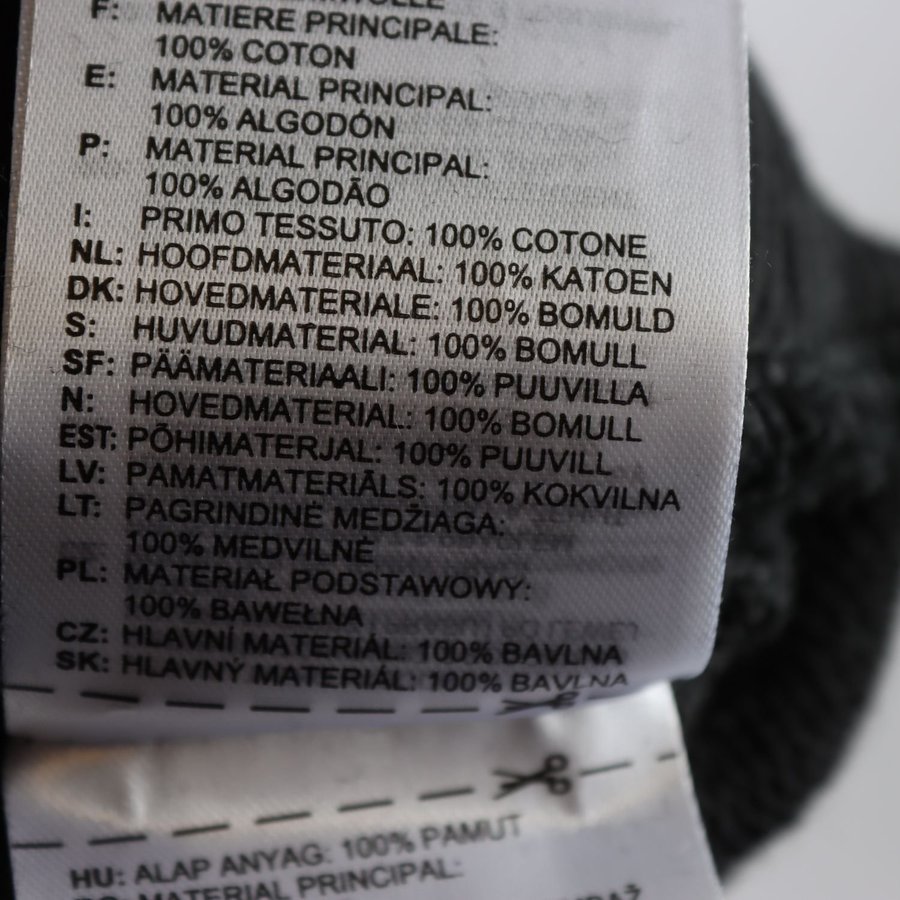 F: MATIERE PRINCIPALE:
100% COTON
E: MATERIAL PRINCIPAL:
100% ALGODÓN
P: MATERIAL PRINCIPAL:
100% ALGODÃO
I: PRIMO TESSUTO: 100% COTONE
NL: HOOFDMATERIAAL: 100% KATOEN
DK: HOVEDMATERIALE: 100% BOMULD
S: HUVUDMATERIAL: 100% BOMULL
SF: PÄÄMATERIAALI: 100% PUUVILLA
N: HOVEDMATERIAL: 100% BOMULL
EST: PÕHIMATERJAL: 100% PUUVILL
LV: PAMATMATERIĀLS: 100% KOKVILNA
LT: PAGRINDINĖ MEDŽIAGA:
100% MEDVILNĖ
PL: MATERIAŁ PODSTAWOWY:
100% BAWEŁNA
CZ: HLAVNÍ MATERIÁL: 100% BAVLNA
SK: HLAVNÝ MATERIÁL: 100% BAVLNA
HU: ALAP ANYAG: 100% PAMUT
MATERIAL PRINCIPAL: